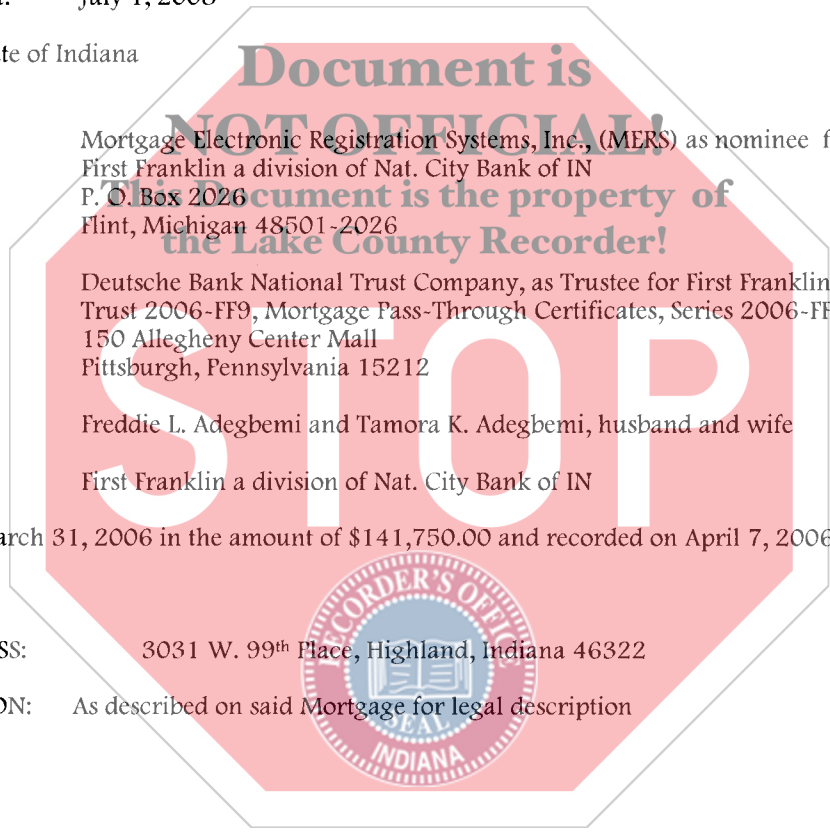 July 1, 2008
te of Indiana
Document is
NOT OFFICIAL!
This Document is the property of
the Lake County Recorder!
Mortgage Electronic Registration Systems, Inc., (MERS) as nominee f
First Franklin a division of Nat. City Bank of IN
P. O. Box 2026
Flint, Michigan 48501-2026
Deutsche Bank National Trust Company, as Trustee for First Franklin
Trust 2006-FF9, Mortgage Pass-Through Certificates, Series 2006-FF
150 Allegheny Center Mall
Pittsburgh, Pennsylvania 15212
STOP
Freddie L. Adegbemi and Tamora K. Adegbemi, husband and wife
First Franklin a division of Nat. City Bank of IN
arch 31, 2006 in the amount of $141,750.00 and recorded on April 7, 2006
RECORDER'S OFFICE
SEAL
INDIANA
SS: 3031 W. 99th Place, Highland, Indiana 46322
ON: As described on said Mortgage for legal description